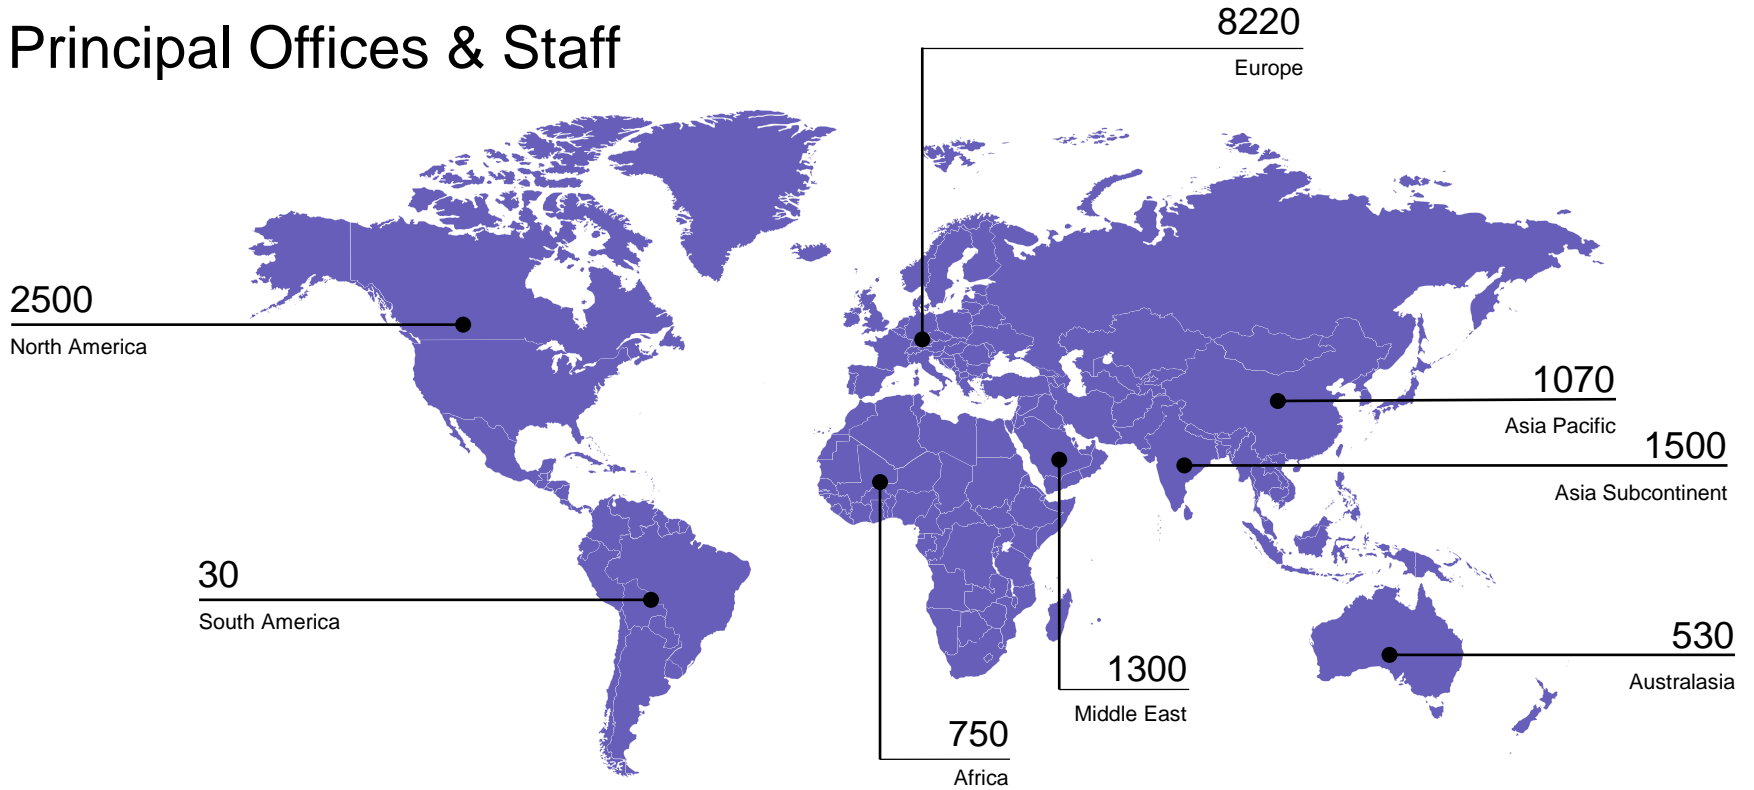 Principal Offices & Staff
8220
Europe
2500
North America
1070
Asia Pacific
1500
Asia Subcontinent
30
South America
530
Australasia
1300
Middle East
750
Africa